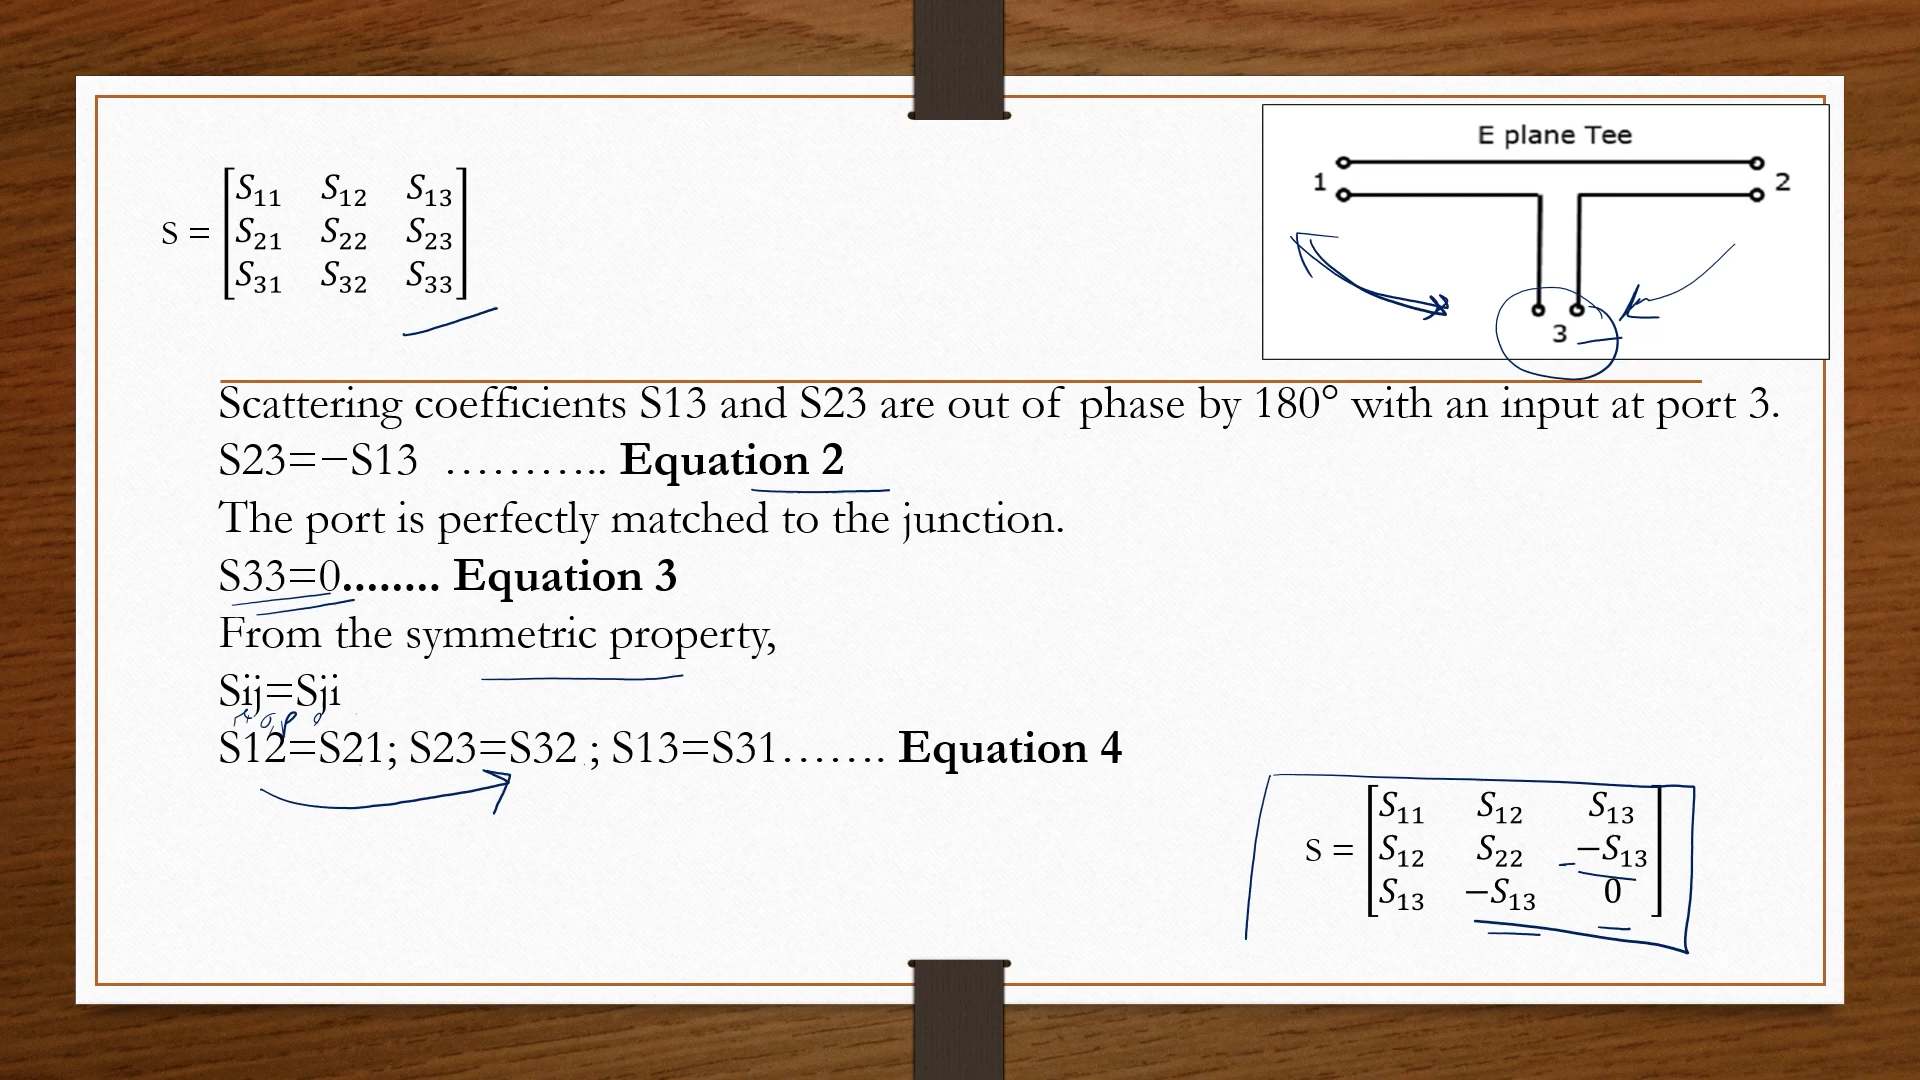 E plane Tee
1
2
3
S = [S11 S12 S13
S21 S22 S23
S31 S32 S33]
Scattering coefficients S13 and S23 are out of phase by 180° with an input at port 3.
S23=−S13 ……….. Equation 2
The port is perfectly matched to the junction.
S33=0........ Equation 3
From the symmetric property,
Sij=Sji
S12=S21; S23=S32 ; S13=S31……. Equation 4
S = [S11 S12 S13
S12 S22 −S13
S13 −S13 0]